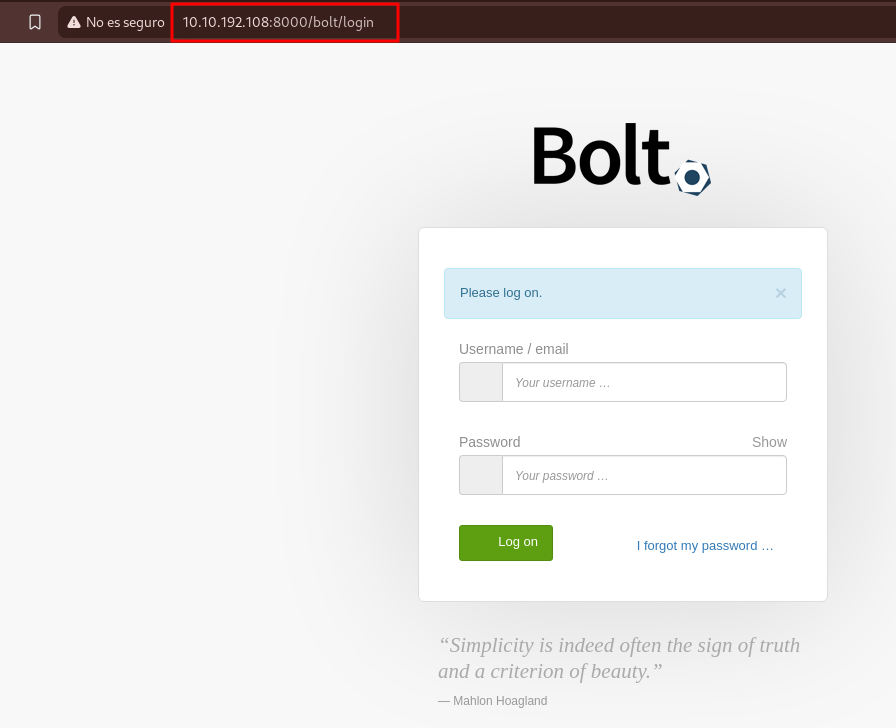 No es seguro 10.10.192.108:8000/bolt/login
Bolt
Please log on. ×
Username / email
Your username …
Password Show
Your password …
Log on I forgot my password …
“Simplicity is indeed often the sign of truth
and a criterion of beauty.”
— Mahlon Hoagland